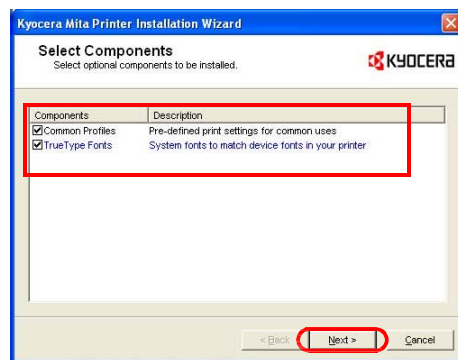 Kyocera Mita Printer Installation Wizard
Select Components
Select optional components to be installed.
KYOCERA
Components Description
Common Profiles Pre-defined print settings for common uses
TrueType Fonts System fonts to match device fonts in your printer
< Back Next > Cancel